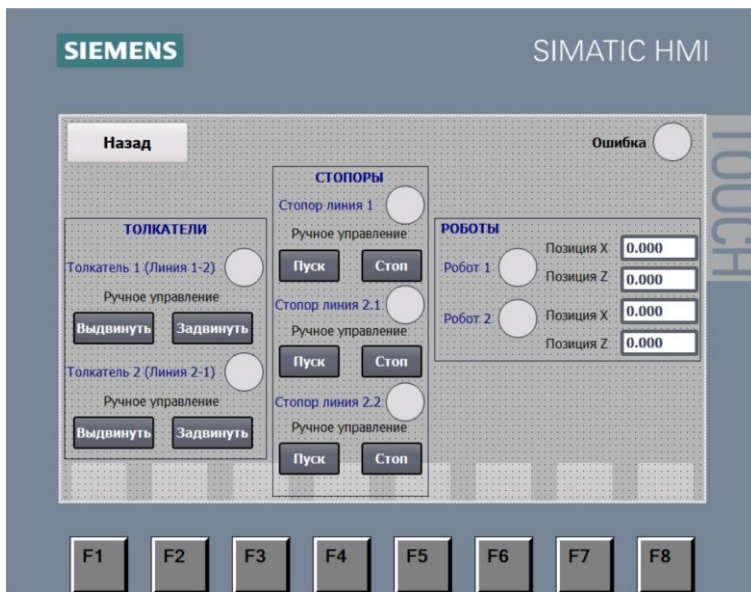 SIEMENS
SIMATIC HMI
TOUCH
Назад
Ошибка
ТОЛКАТЕЛИ
Толкатель 1 (Линия 1-2)
Ручное управление
Выдвинуть Задвинуть
Толкатель 2 (Линия 2-1)
Ручное управление
Выдвинуть Задвинуть
СТОПОРЫ
Стопор линия 1
Ручное управление
Пуск Стоп
Стопор линия 2.1
Ручное управление
Пуск Стоп
Стопор линия 2.2
Ручное управление
Пуск Стоп
РОБОТЫ
Робот 1
Позиция X 0.000
Позиция Z 0.000
Робот 2
Позиция X 0.000
Позиция Z 0.000
F1 F2 F3 F4 F5 F6 F7 F8